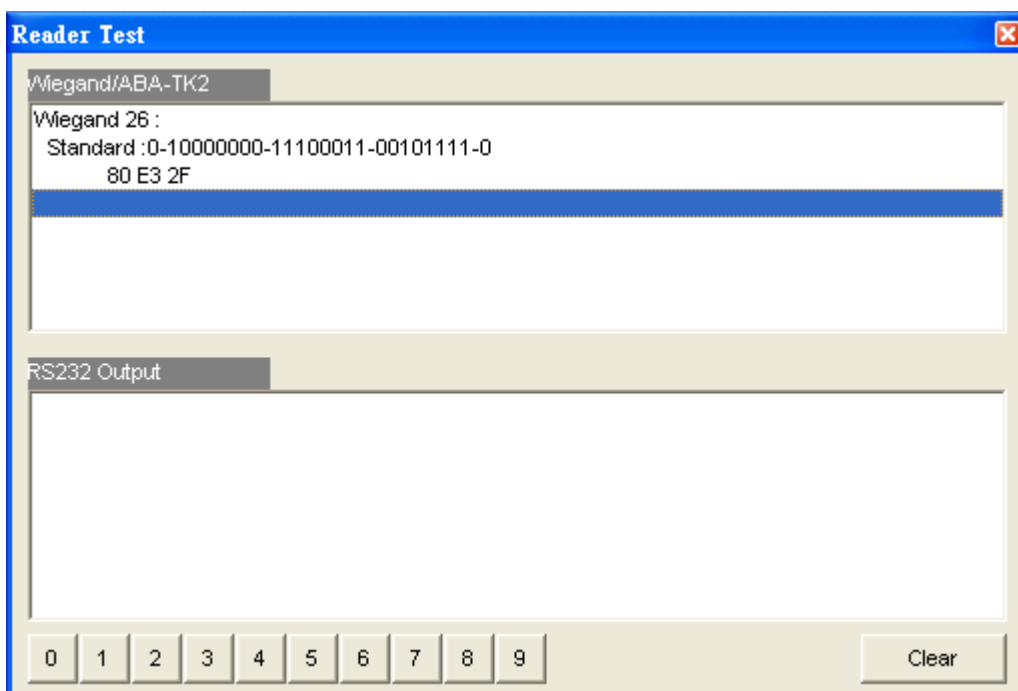 Reader Test
Wiegand/ABA-TK2
Wiegand 26 :
Standard :0-10000000-11100011-00101111-0
80 E3 2F
RS232 Output
0 1 2 3 4 5 6 7 8 9 Clear